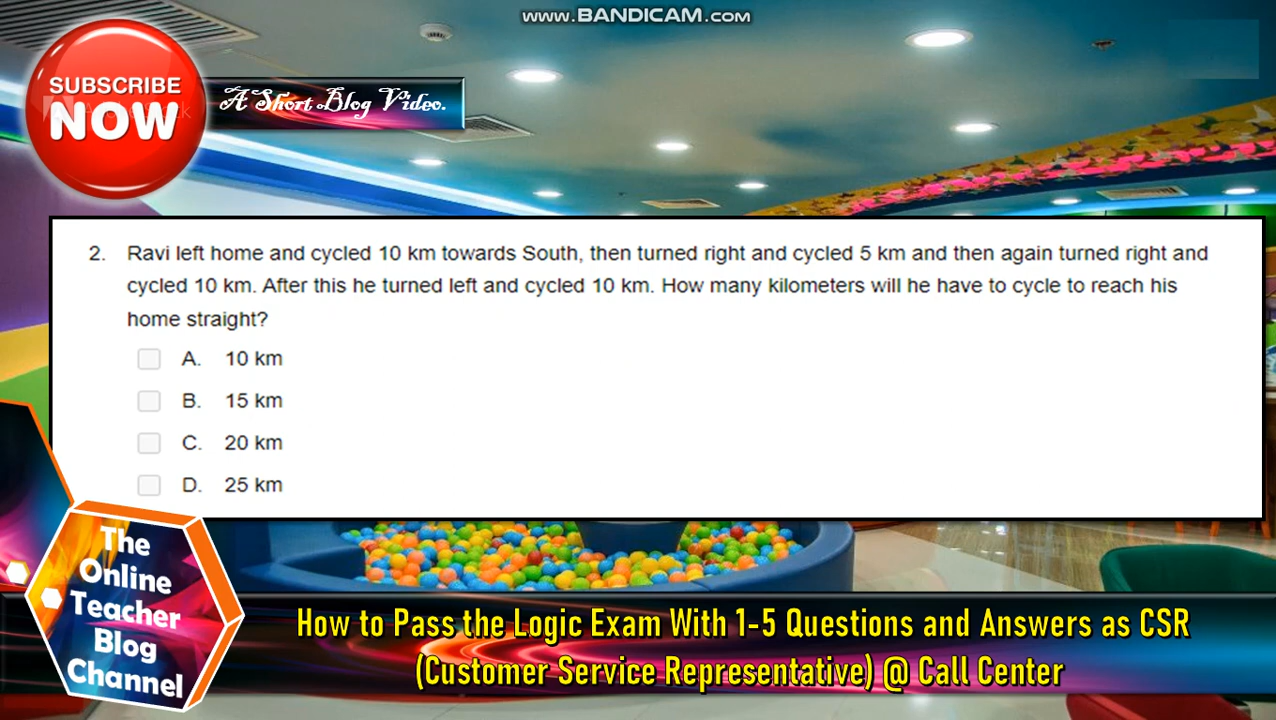 www.BANDICAM.com
SUBSCRIBE
NOW
A Short Blog Video.
2. Ravi left home and cycled 10 km towards South, then turned right and cycled 5 km and then again turned right and
cycled 10 km. After this he turned left and cycled 10 km. How many kilometers will he have to cycle to reach his
home straight?
A. 10 km
B. 15 km
C. 20 km
D. 25 km
The
Online
Teacher
Blog
Channel
How to Pass the Logic Exam With 1-5 Questions and Answers as CSR
(Customer Service Representative) @ Call Center